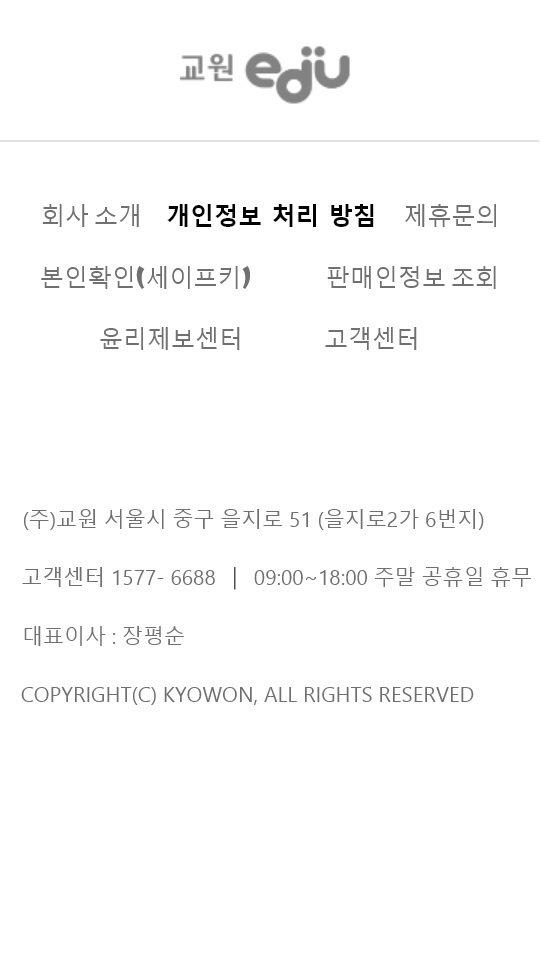 교원 edu
회사 소개 개인정보 처리 방침 제휴문의
본인확인(세이프키) 판매인정보 조회
윤리제보센터 고객센터
(주)교원 서울시 중구 을지로 51 (을지로2가 6번지)
고객센터 1577- 6688 | 09:00~18:00 주말 공휴일 휴무
대표이사 : 장평순
COPYRIGHT(C) KYOWON, ALL RIGHTS RESERVED